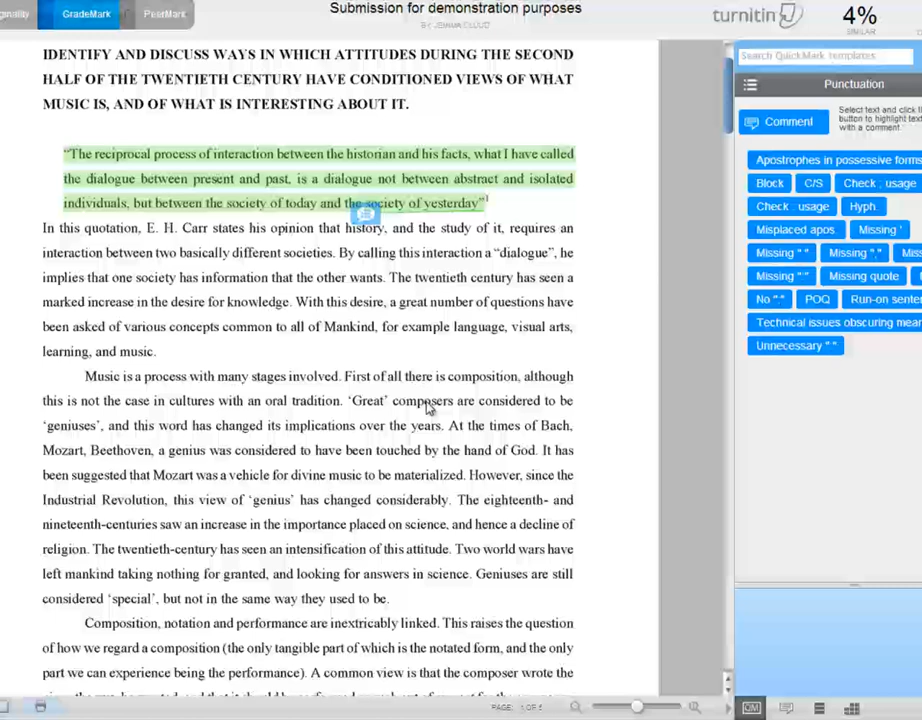 GradeMark
PeerMark
Submission for demonstration purposes
turnitin
4%
SIMILAR
IDENTIFY AND DISCUSS WAYS IN WHICH ATTITUDES DURING THE SECOND
HALF OF THE TWENTIETH CENTURY HAVE CONDITIONED VIEWS OF WHAT
MUSIC IS, AND OF WHAT IS INTERESTING ABOUT IT.
“The reciprocal process of interaction between the historian and his facts, what I have called
the dialogue between present and past, is a dialogue not between abstract and isolated
individuals, but between the society of today and the society of yesterday”1
In this quotation, E. H. Carr states his opinion that history, and the study of it, requires an
interaction between two basically different societies. By calling this interaction a “dialogue”, he
implies that one society has information that the other wants. The twentieth century has seen a
marked increase in the desire for knowledge. With this desire, a great number of questions have
been asked of various concepts common to all of Mankind, for example language, visual arts,
learning, and music.
Music is a process with many stages involved. First of all there is composition, although
this is not the case in cultures with an oral tradition. ‘Great’ composers are considered to be
‘geniuses’, and this word has changed its implications over the years. At the times of Bach,
Mozart, Beethoven, a genius was considered to have been touched by the hand of God. It has
been suggested that Mozart was a vehicle for divine music to be materialized. However, since the
Industrial Revolution, this view of ‘genius’ has changed considerably. The eighteenth- and
nineteenth-centuries saw an increase in the importance placed on science, and hence a decline of
religion. The twentieth-century has seen an intensification of this attitude. Two world wars have
left mankind taking nothing for granted, and looking for answers in science. Geniuses are still
considered ‘special’, but not in the same way they used to be.
Composition, notation and performance are inextricably linked. This raises the question
of how we regard a composition (the only tangible part of which is the notated form, and the only
part we can experience being the performance). A common view is that the composer wrote the
PAGE: 1 OF 5
Search QuickMark templates
Punctuation
Comment
Select text and click th
button to highlight text
with a comment.
Apostrophes in possessive forms
Block
C/S
Check , usage
Check : usage
Hyph.
Misplaced apos.
Missing '
Missing " "
Missing ","
Miss
Missing " "
Missing quote
No "."
POQ
Run-on senten
Technical issues obscuring mean
Unnecessary " "
QM